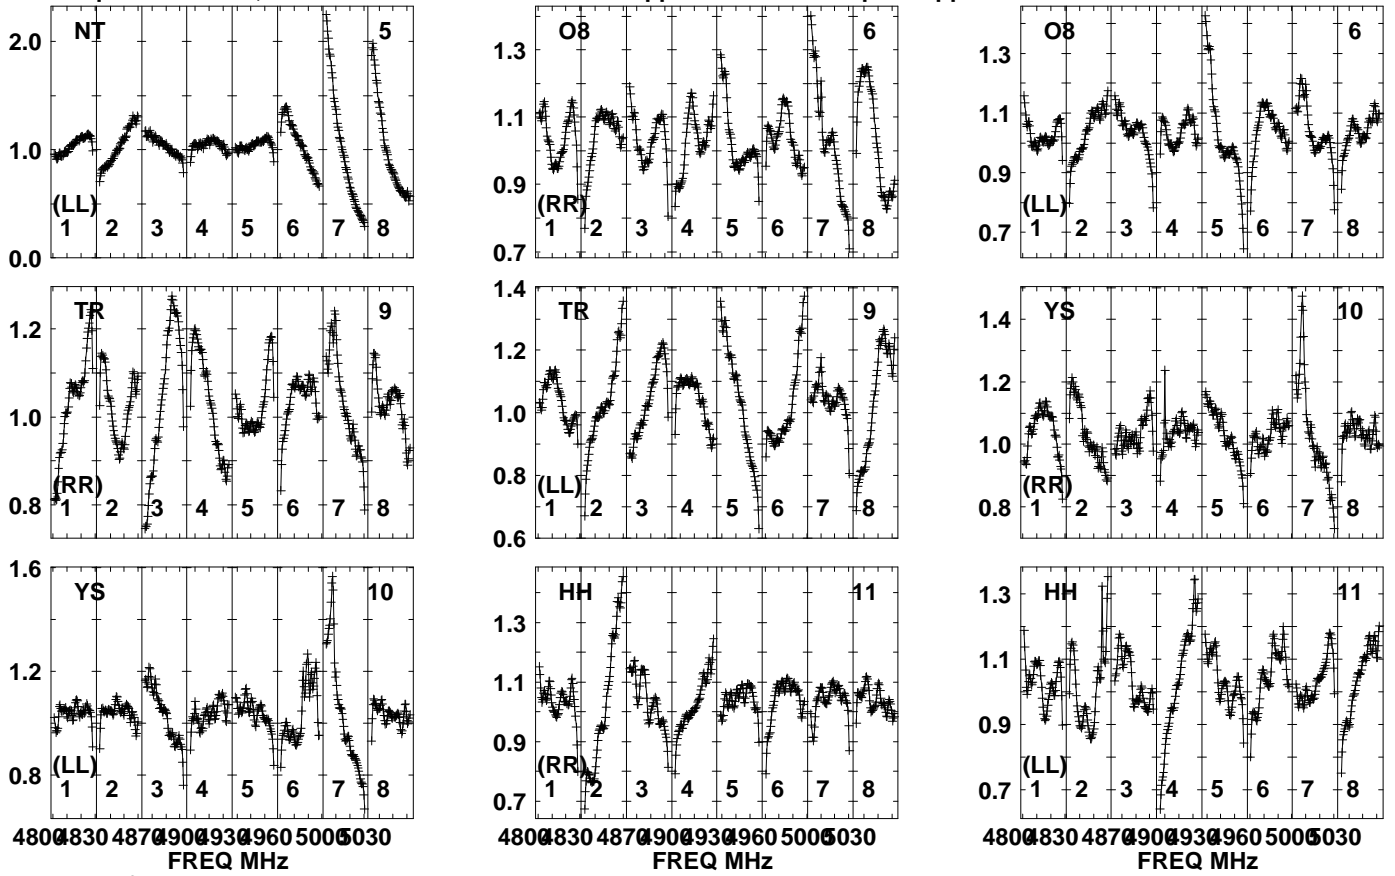 NT 5
2.0
1.0
0.0
(LL)
1 2 3 4 5 6 7 8
O8 6
1.3
1.1
0.9
0.7
(RR)
1 2 3 4 5 6 7 8
O8 6
1.3
1.1
0.9
0.7
(LL)
1 2 3 4 5 6 7 8
TR 9
1.2
1.0
0.8
(RR)
1 2 3 4 5 6 7 8
TR 9
1.4
1.2
1.0
0.8
0.6
(LL)
1 2 3 4 5 6 7 8
YS 10
1.4
1.2
1.0
0.8
(RR)
1 2 3 4 5 6 7 8
YS 10
1.6
1.2
0.8
(LL)
1 2 3 4 5 6 7 8
4800 4830 4870 4900 4930 4960 5000 5030
FREQ MHz
HH 11
1.3
1.1
0.9
0.7
(RR)
1 2 3 4 5 6 7 8
4800 4830 4870 4900 4930 4960 5000 5030
FREQ MHz
HH 11
1.3
1.1
0.9
0.7
(LL)
1 2 3 4 5 6 7 8
4800 4830 4870 4900 4930 4960 5000 5030
FREQ MHz